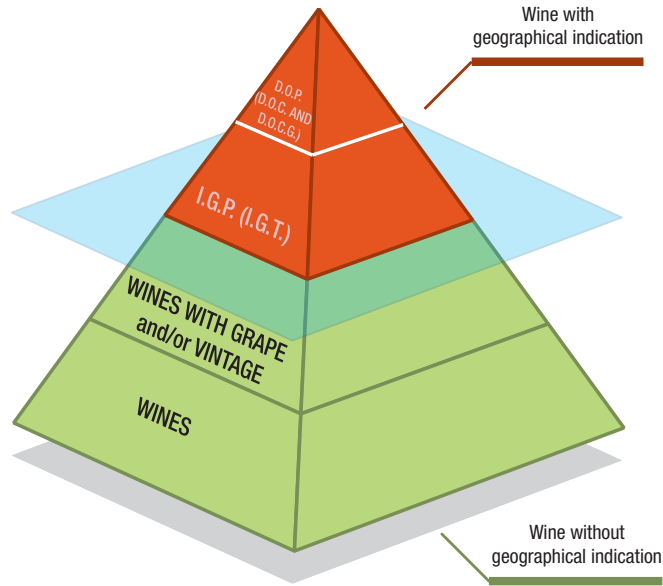 Wine with
geographical indication
D.O.P.
(D.O.C. AND
D.O.C.G.)
I.G.P. (I.G.T.)
WINES WITH GRAPE
and/or VINTAGE
WINES
Wine without
geographical indication